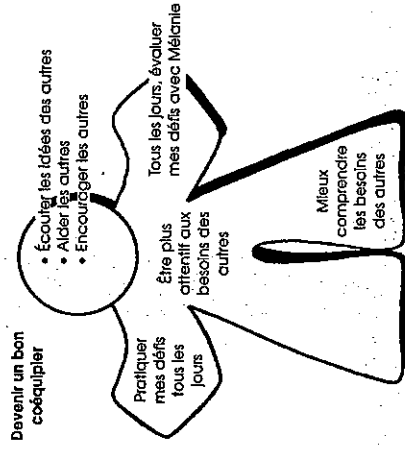 Devenir un bon
coéquipier
• Écouter les idées des autres
• Aider les autres
• Encourager les autres
Pratiquer
mes défis
tous les
jours
Être plus
attentif aux
besoins des
autres
Tous les jours, évaluer
mes défis avec Mélanie
Mieux
comprendre
les besoins
des autres